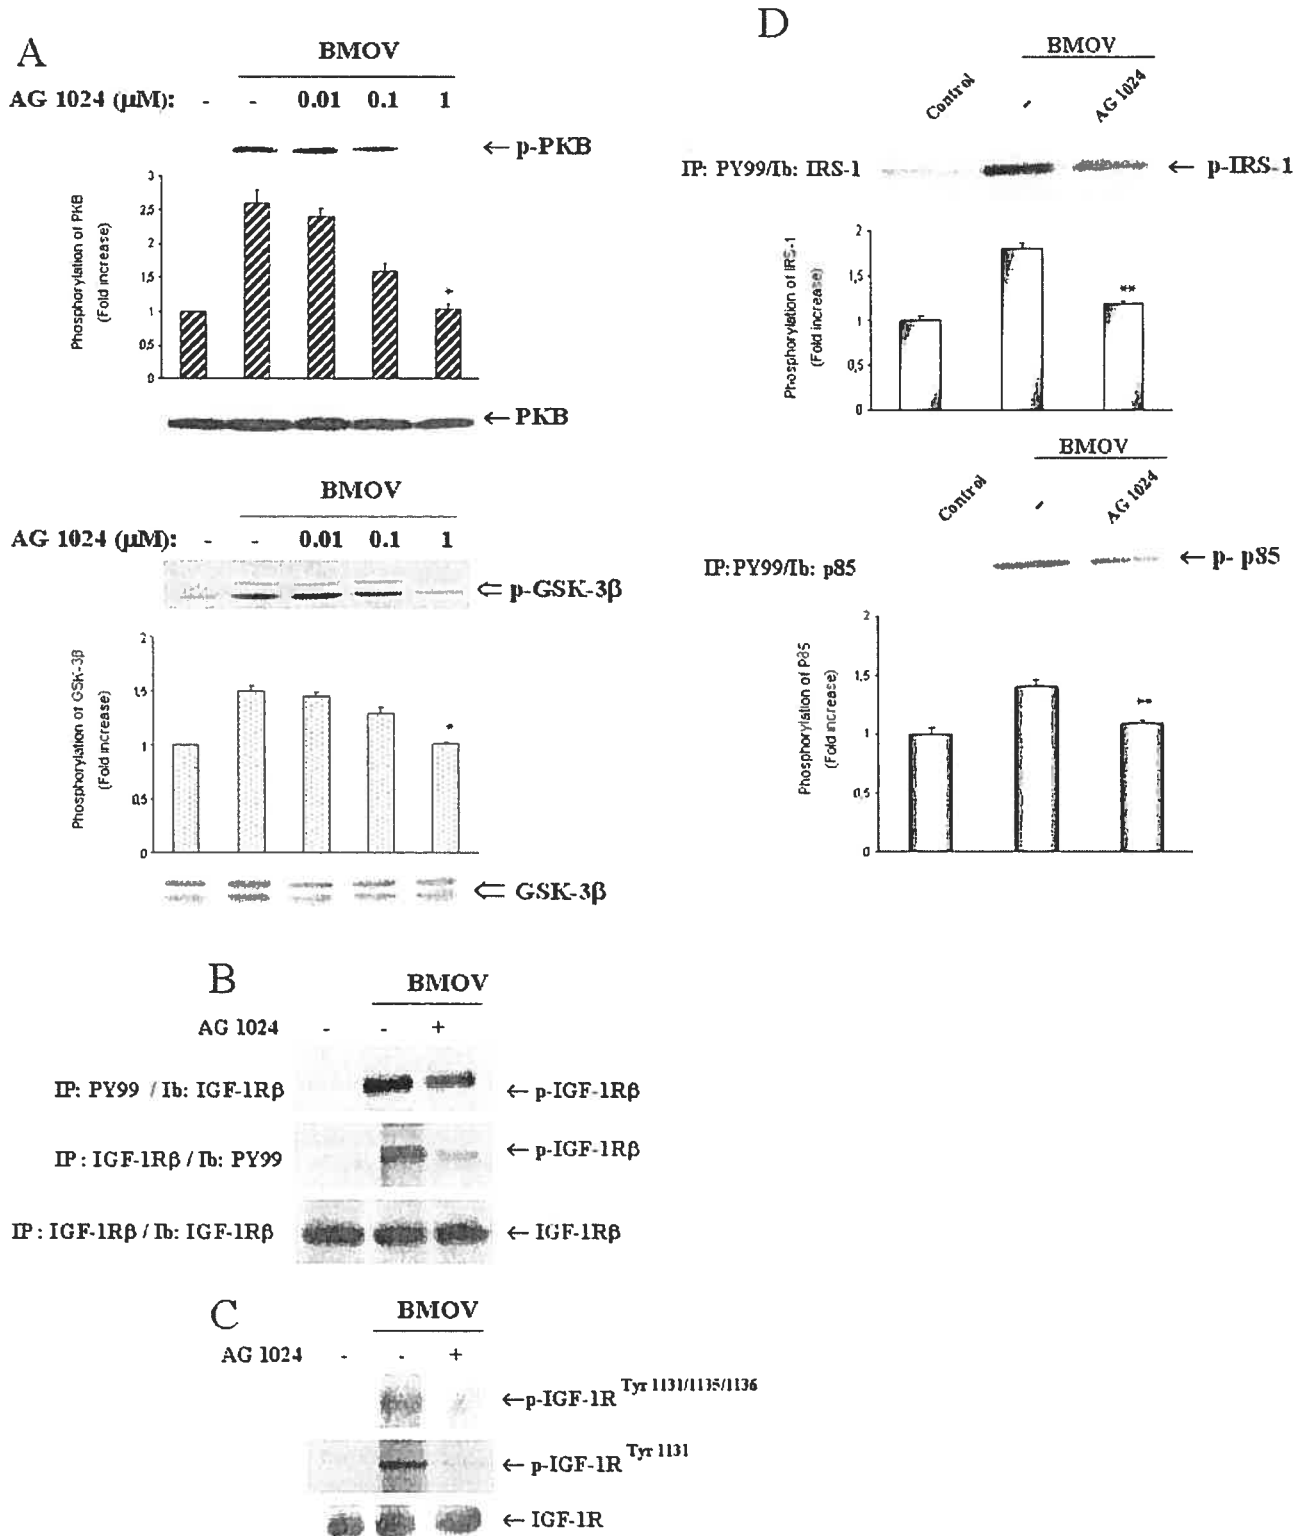 A
BMOV
AG 1024 (µM): - - 0.01 0.1 1
← p-PKB
Phosphorylation of PKB
(Fold increase)
3
2,5
2
1,5
1
0,5
0
*
← PKB
BMOV
AG 1024 (µM): - - 0.01 0.1 1
⇐ p-GSK-3β
Phosphorylation of GSK-3β
(Fold increase)
2
1,5
1
0,5
0
*
⇐ GSK-3β
B
BMOV
AG 1024 - - +
IP: PY99 / Ib: IGF-1Rβ ← p-IGF-1Rβ
IP: IGF-1Rβ / Ib: PY99 ← p-IGF-1Rβ
IP: IGF-1Rβ / Ib: IGF-1Rβ ← IGF-1Rβ
C
BMOV
AG 1024 - - +
← p-IGF-1R Tyr 1131/1135/1136
← p-IGF-1R Tyr 1131
← IGF-1R
D
BMOV
Control - AG 1024
IP: PY99/Ib: IRS-1 ← p-IRS-1
Phosphorylation of IRS-1
(Fold increase)
2
1,5
1
0,5
0
**
BMOV
Control - AG 1024
IP:PY99/Ib: p85 ← p- p85
Phosphorylation of P85
(Fold increase)
2
1,5
1
0,5
0
**